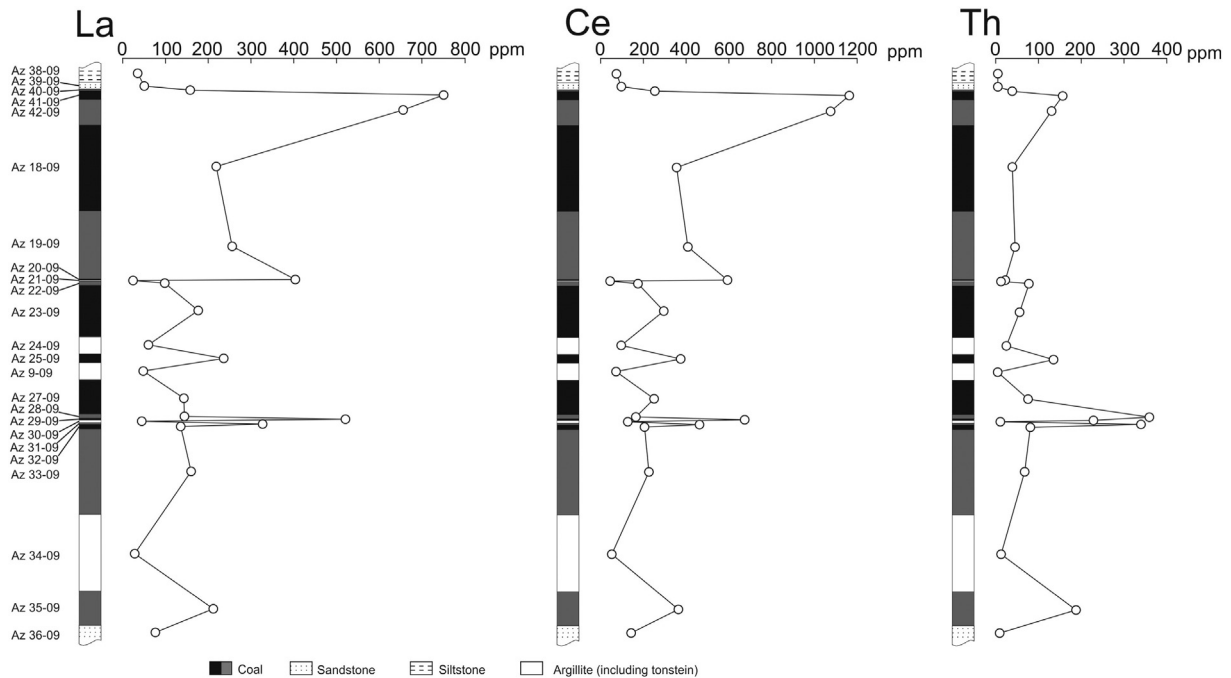 La
ppm
0 100 200 300 400 500 600 700 800
Ce
ppm
0 200 400 600 800 1000 1200
Th
ppm
0 100 200 300 400
Az 38-09
Az 39-09
Az 40-09
Az 41-09
Az 42-09
Az 18-09
Az 19-09
Az 20-09
Az 21-09
Az 22-09
Az 23-09
Az 24-09
Az 25-09
Az 9-09
Az 27-09
Az 28-09
Az 29-09
Az 30-09
Az 31-09
Az 32-09
Az 33-09
Az 34-09
Az 35-09
Az 36-09
Coal
Sandstone
Siltstone
Argillite (including tonstein)